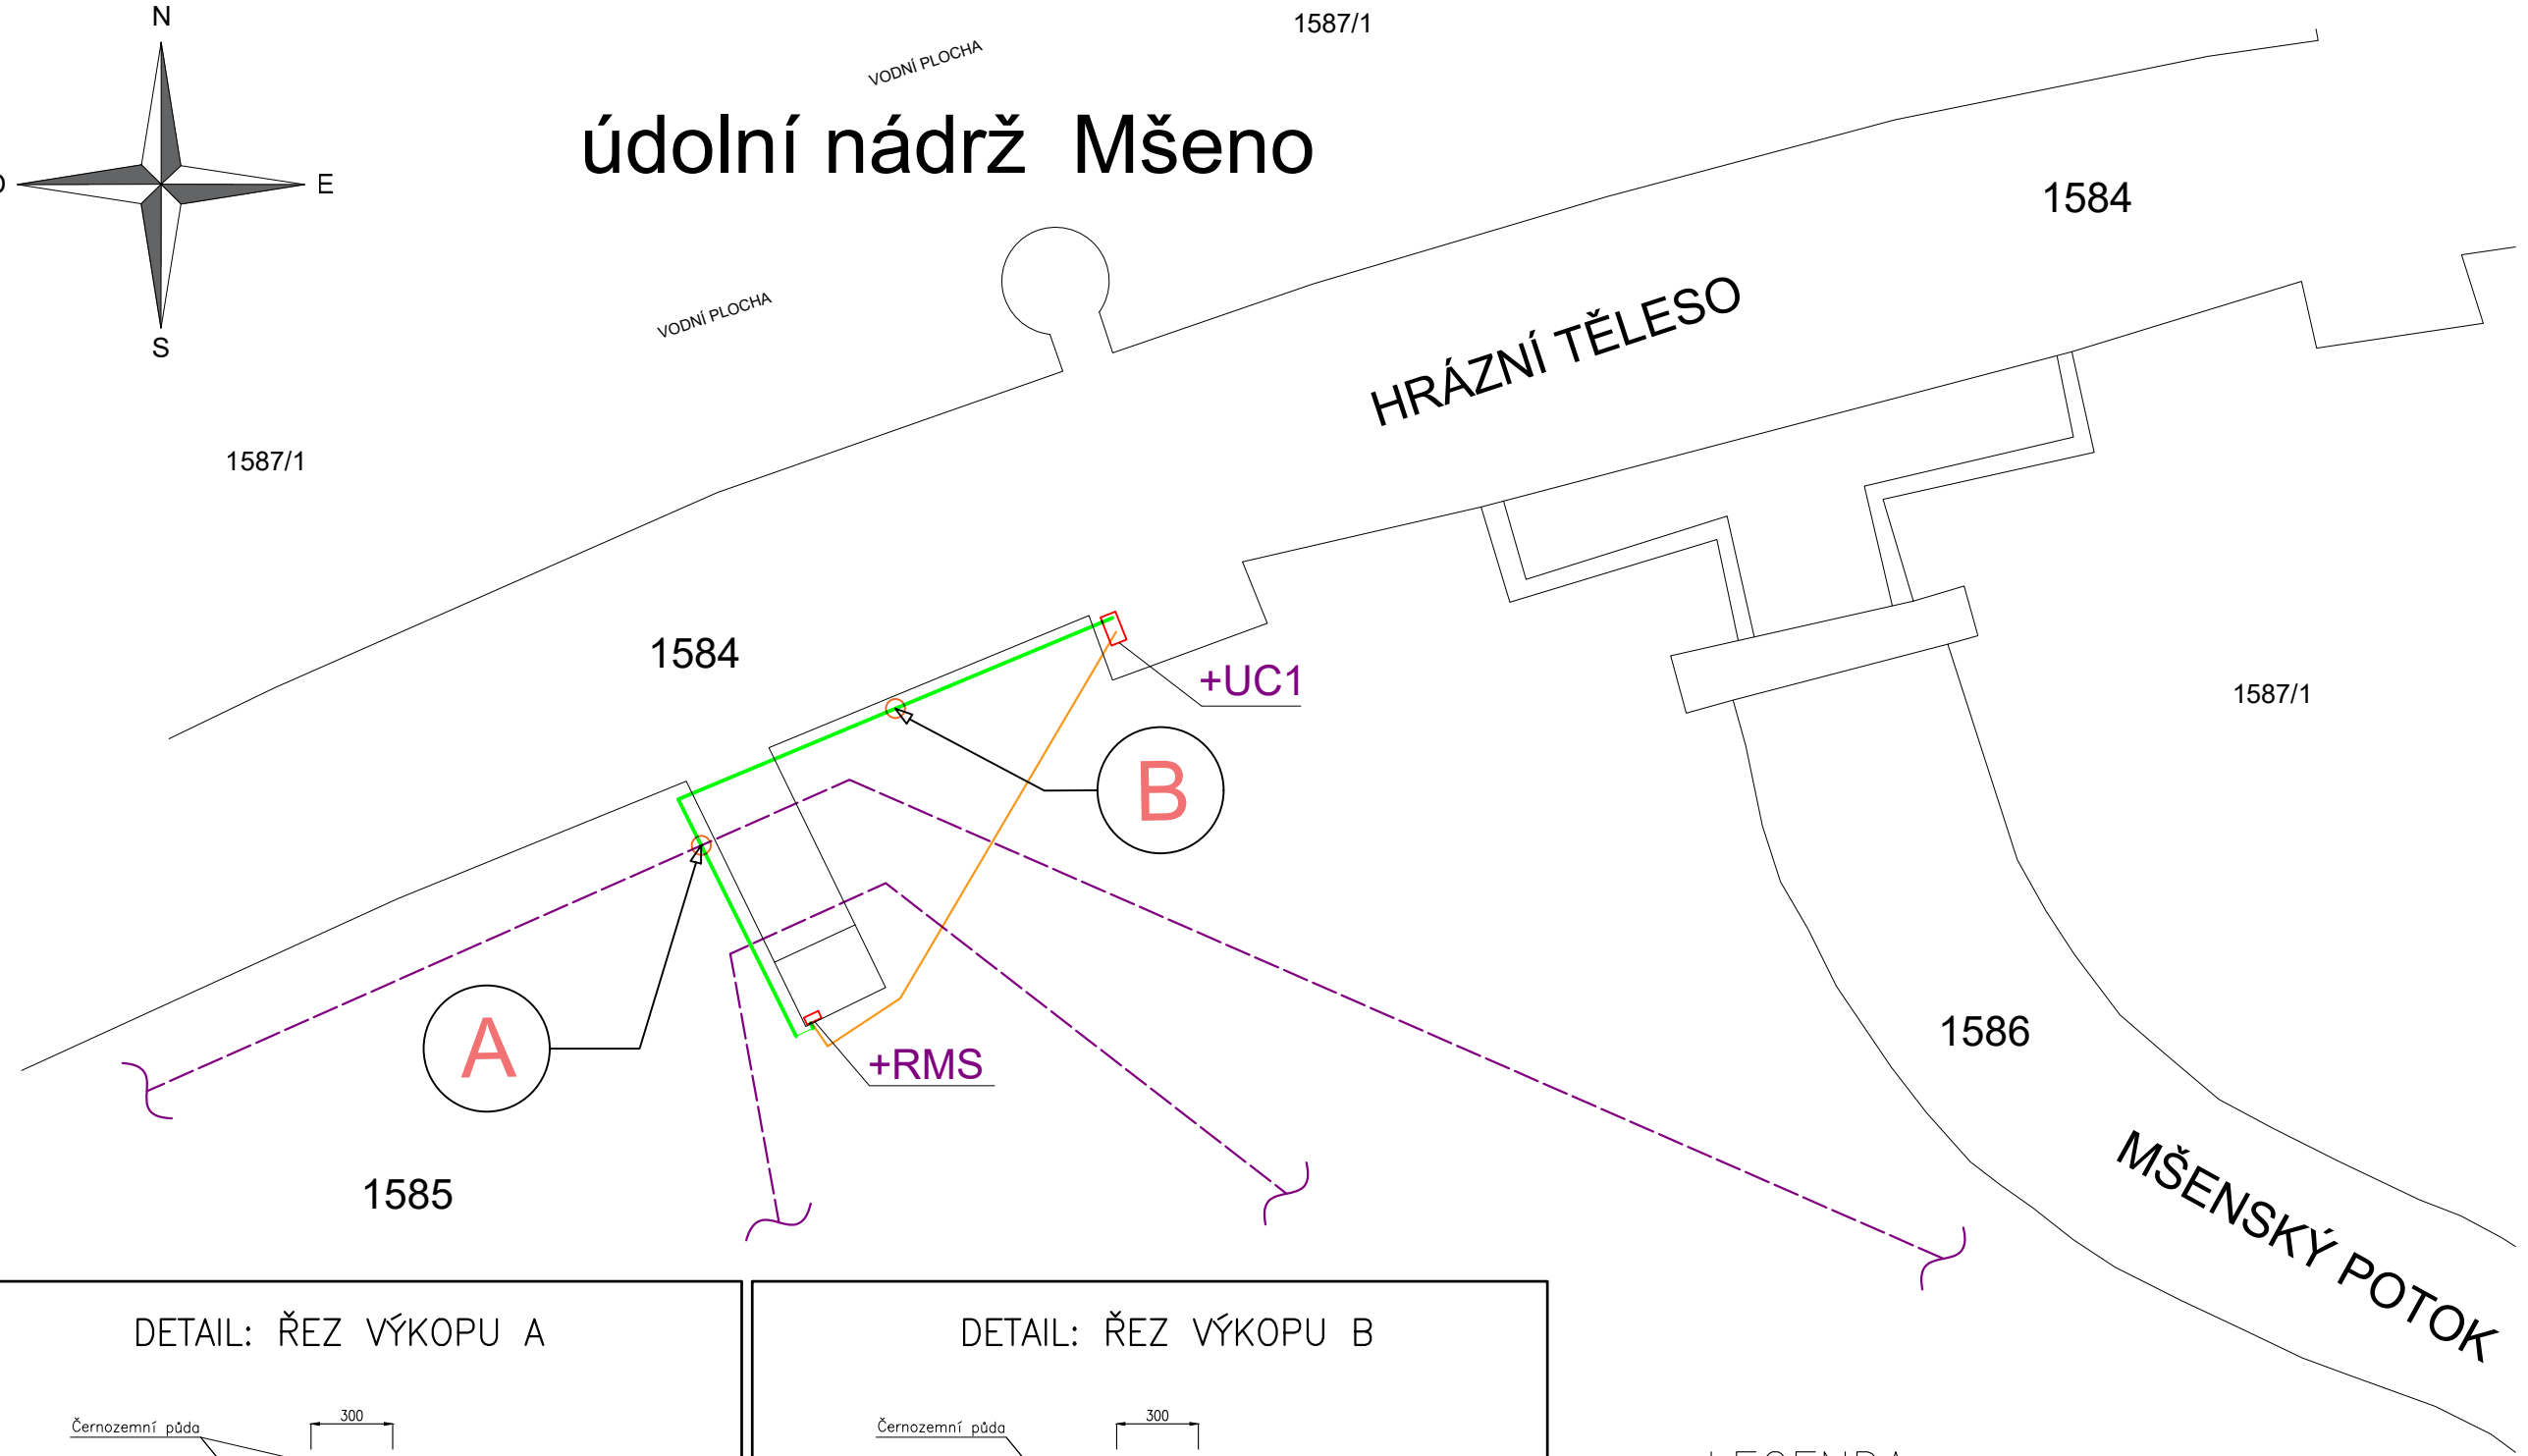 N
1587/1
VODNÍ PLOCHA
údolní nádrž Mšeno
E
1584
VODNÍ PLOCHA
HRÁZNÍ TĚLESO
S
1587/1
1584
+UC1
1587/1
B
1586
A
+RMS
MŠENSKÝ POTOK
1585
DETAIL: ŘEZ VÝKOPU A
DETAIL: ŘEZ VÝKOPU B
300
Černozemní půda
300
Černozemní půda